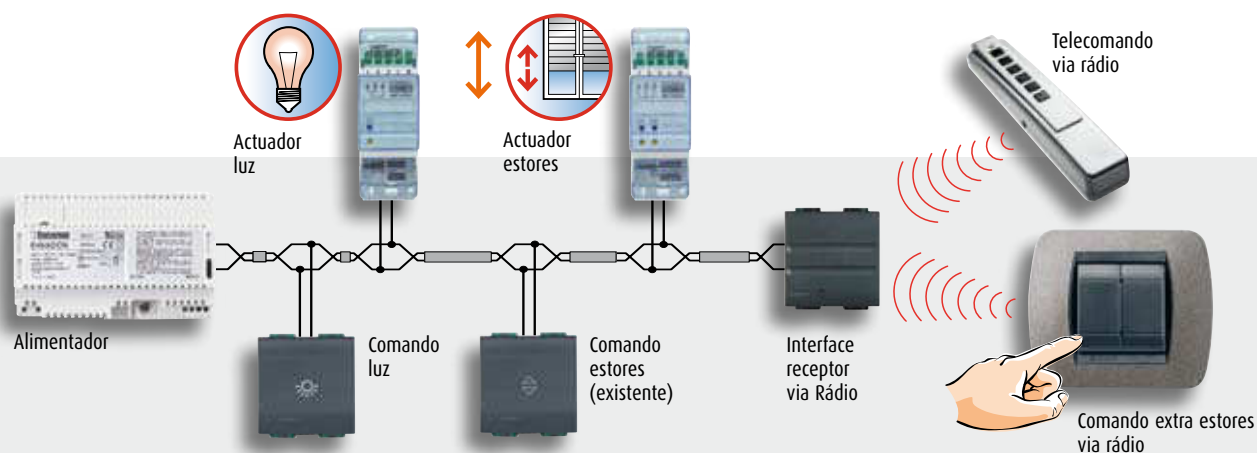 Telecomando
via rádio
Actuador
luz
Actuador
estores
Alimentador
Comando
luz
Comando
estores
(existente)
Interface
receptor
via Rádio
Comando extra estores
via rádio